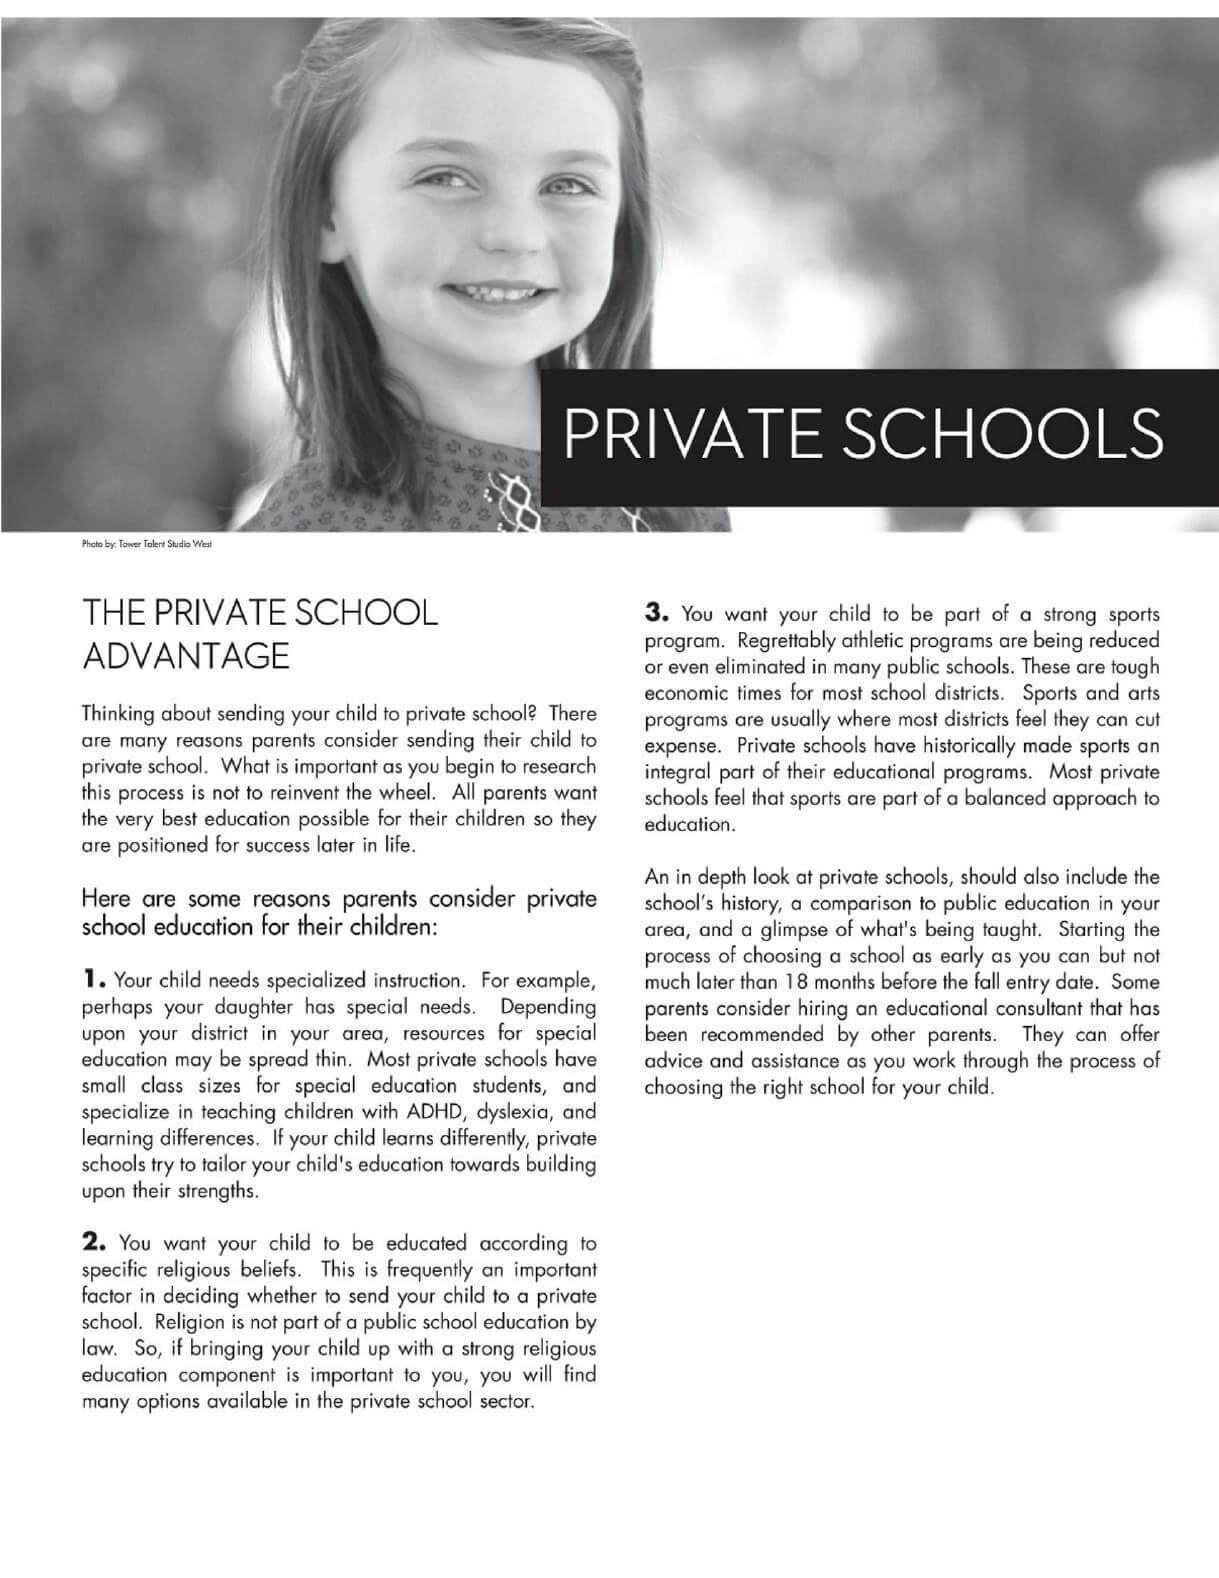 PRIVATE SCHOOLS
Photo by: Tower Talent Studio West
THE PRIVATE SCHOOL
ADVANTAGE
Thinking about sending your child to private school?  There
are many reasons parents consider sending their child to
private school.  What is important as you begin to research
this process is not to reinvent the wheel.  All parents want
the very best education possible for their children so they
are positioned for success later in life.
Here are some reasons parents consider private
school education for their children:
1. Your child needs specialized instruction.  For example,
perhaps your daughter has special needs.  Depending
upon your district in your area, resources for special
education may be spread thin.  Most private schools have
small class sizes for special education students, and
specialize in teaching children with ADHD, dyslexia, and
learning differences.  If your child learns differently, private
schools try to tailor your child's education towards building
upon their strengths.
2. You want your child to be educated according to
specific religious beliefs.  This is frequently an important
factor in deciding whether to send your child to a private
school.  Religion is not part of a public school education by
law.  So, if bringing your child up with a strong religious
education component is important to you, you will find
many options available in the private school sector.
3. You want your child to be part of a strong sports
program.  Regrettably athletic programs are being reduced
or even eliminated in many public schools. These are tough
economic times for most school districts.  Sports and arts
programs are usually where most districts feel they can cut
expense.  Private schools have historically made sports an
integral part of their educational programs.  Most private
schools feel that sports are part of a balanced approach to
education.
An in depth look at private schools, should also include the
school's history, a comparison to public education in your
area, and a glimpse of what's being taught.  Starting the
process of choosing a school as early as you can but not
much later than 18 months before the fall entry date.  Some
parents consider hiring an educational consultant that has
been recommended by other parents.  They can offer
advice and assistance as you work through the process of
choosing the right school for your child.